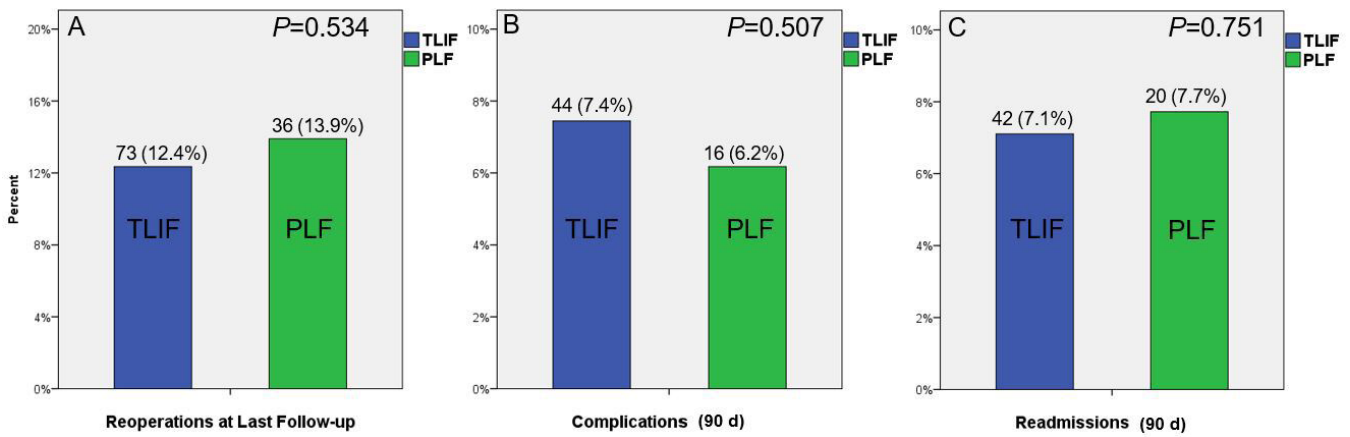 A
P=0.534
TLIF
PLF
20%
16%
12%
8%
4%
0%
Percent
73 (12.4%)
36 (13.9%)
TLIF
PLF
Reoperations at Last Follow-up
B
P=0.507
TLIF
PLF
10%
8%
6%
4%
2%
0%
44 (7.4%)
16 (6.2%)
TLIF
PLF
Complications (90 d)
C
P=0.751
TLIF
PLF
10%
8%
6%
4%
2%
0%
42 (7.1%)
20 (7.7%)
TLIF
PLF
Readmissions (90 d)